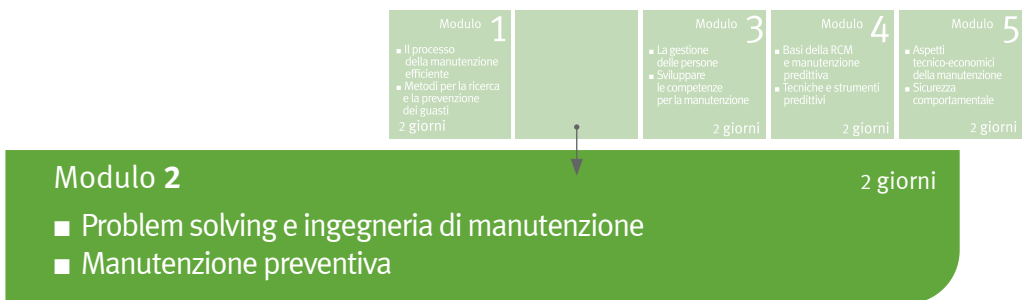 Modulo 1
■ Il processo
della manutenzione
efficiente
■ Metodi per la ricerca
e la prevenzione
dei guasti
2 giorni
Modulo 3
■ La gestione
delle persone
■ Sviluppare
le competenze
per la manutenzione
2 giorni
Modulo 4
■ Basi della RCM
e manutenzione
predittiva
■ Tecniche e strumenti
predittivi
2 giorni
Modulo 5
■ Aspetti
tecnico-economici
della manutenzione
■ Sicurezza
comportamentale
2 giorni
Modulo 2
2 giorni
■ Problem solving e ingegneria di manutenzione
■ Manutenzione preventiva